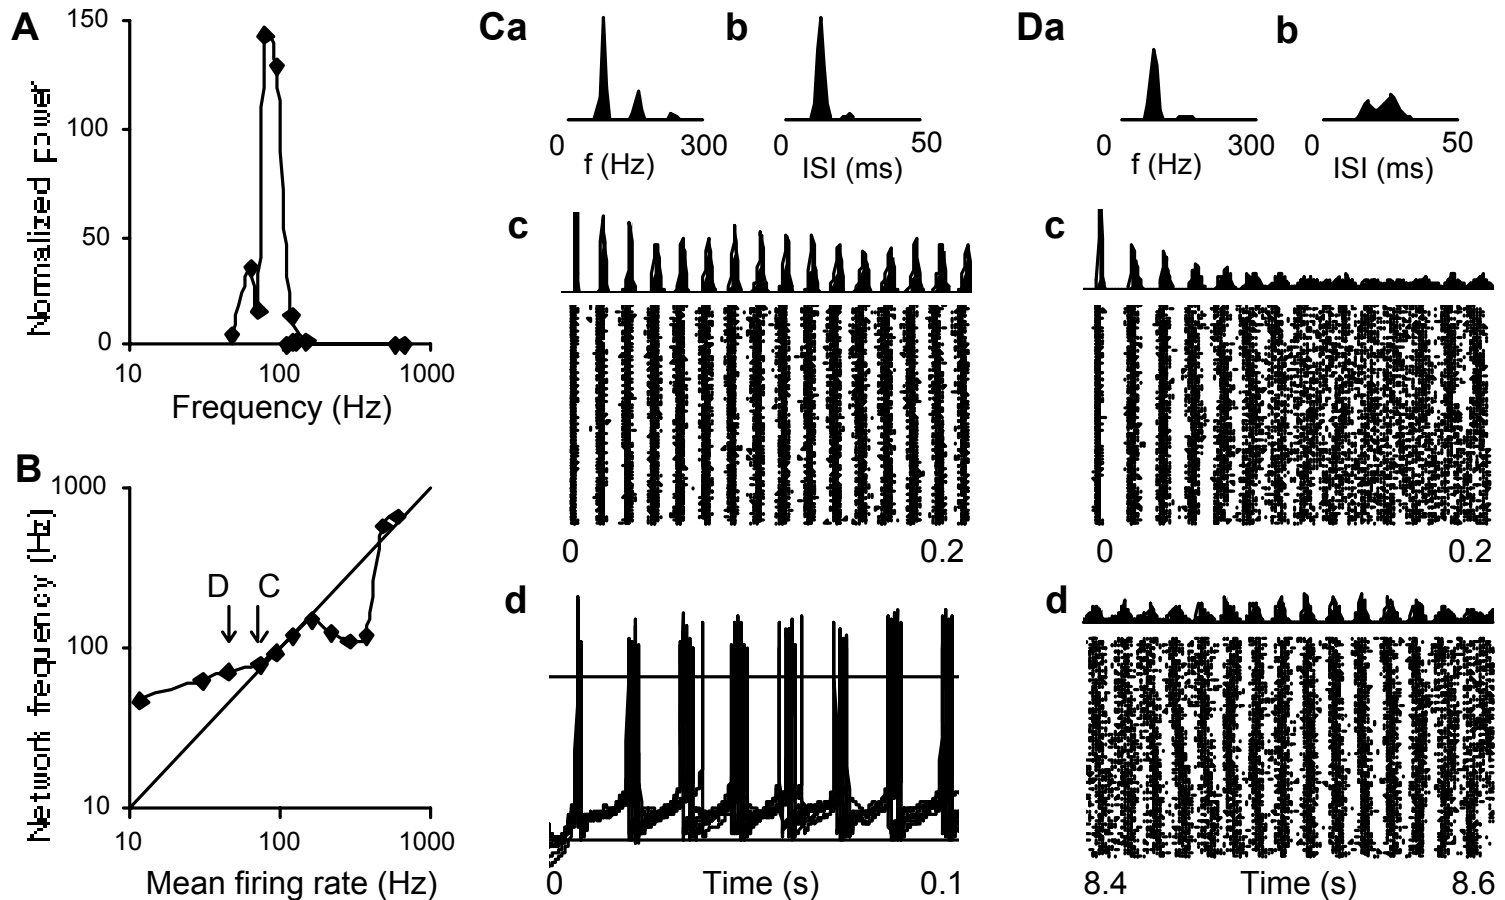 A
150
100
50
0
Normalized power
10
100
1000
Frequency (Hz)
B
1000
100
10
Network frequency (Hz)
D
C
10
100
1000
Mean firing rate (Hz)
Ca
0
300
f (Hz)
b
0
50
ISI (ms)
c
0
0.2
d
0
Time (s)
0.1
Da
0
300
f (Hz)
b
0
50
ISI (ms)
c
0
0.2
d
8.4
Time (s)
8.6